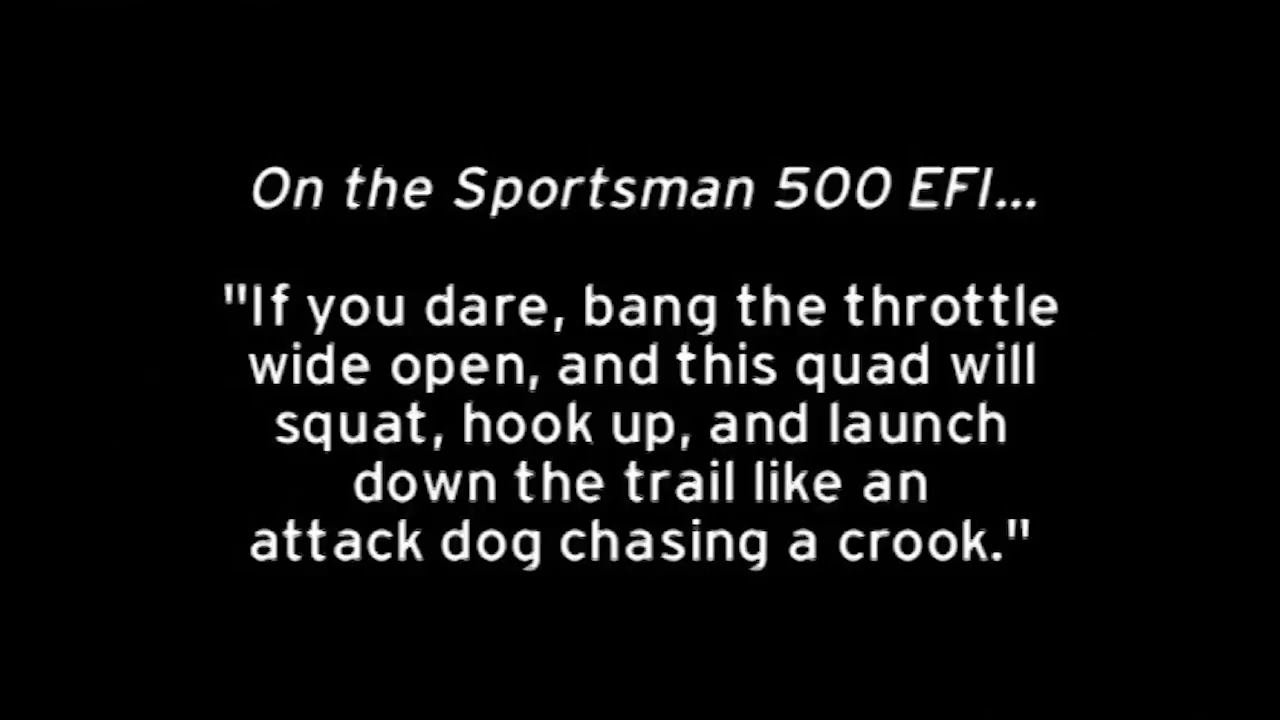 On the Sportsman 500 EFI...
"If you dare, bang the throttle
wide open, and this quad will
squat, hook up, and launch
down the trail like an
attack dog chasing a crook."